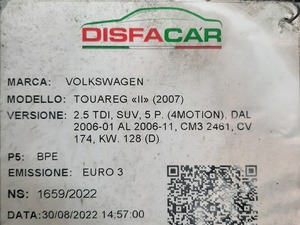 DISFACAR
MARCA: VOLKSWAGEN
MODELLO: TOUAREG «II» (2007)
VERSIONE: 2.5 TDI, SUV, 5 P. (4MOTION), DAL
2006-01 AL 2006-11, CM3 2461, CV
174, KW. 128 (D)
P5: BPE
EMISSIONE: EURO 3
NS: 1659/2022
DATA:30/08/2022 14:57:00